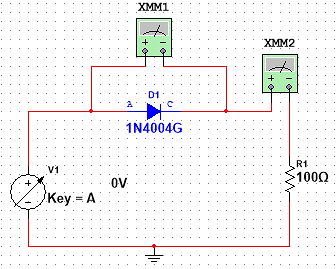 XMM1
XMM2
D1
A C
1N4004G
V1
Key = A
0V
R1
100Ω